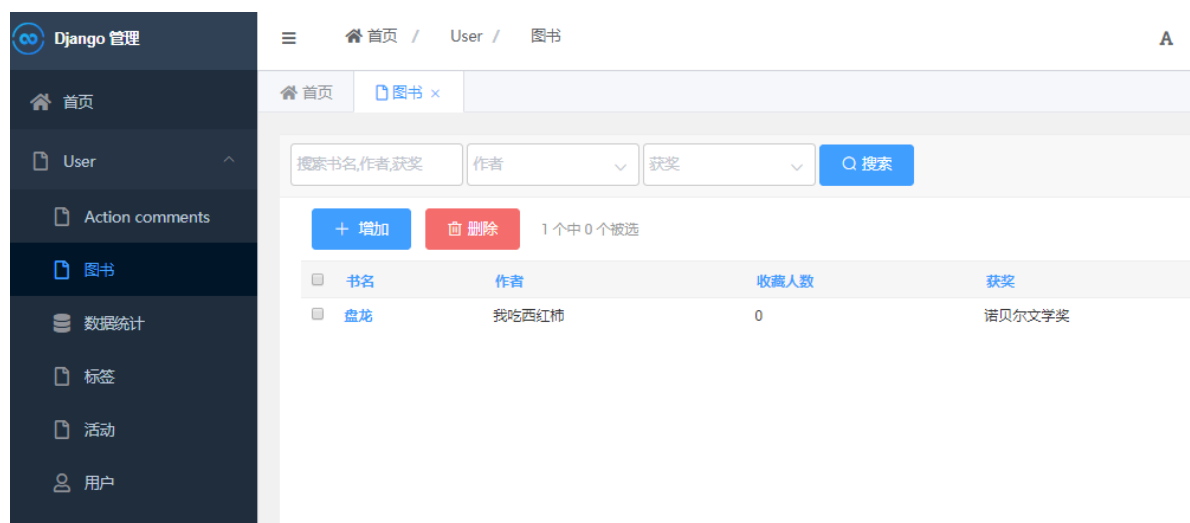 Django 管理
首页 / User / 图书
A
首页 图书 ×
首页
User
Action comments
图书
数据统计
标签
活动
用户
搜索书名,作者,获奖 作者 获奖 搜索
+ 增加 删除 1 个中 0 个被选
书名 作者 收藏人数 获奖
盘龙 我吃西红柿 0 诺贝尔文学奖